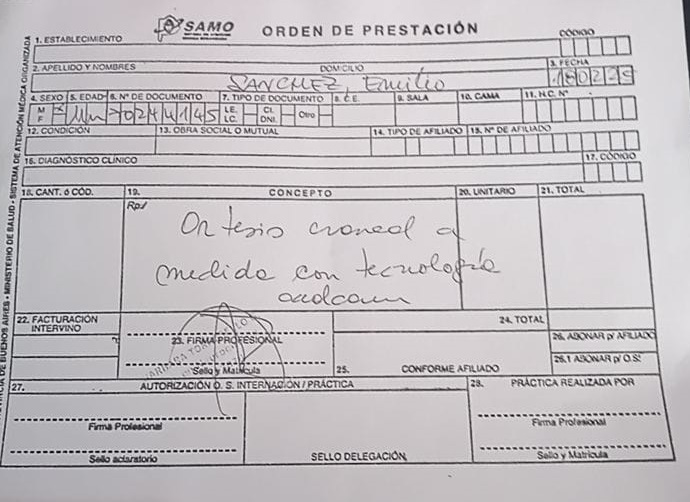 SAMO
ORDEN DE PRESTACIÓN
CÓDIGO
1. ESTABLECIMIENTO
2. APELLIDO Y NOMBRES
DOMICILIO
3. FECHA
SANCHEZ, Emilio
180225
4. SEXO
5. EDAD
6. Nº DE DOCUMENTO
7. TIPO DE DOCUMENTO
8. C.E.
9. SALA
10. CAMA
11. H.C. Nº
M
F
X
LE.
LC.
CI.
DNI.
Otro
12. CONDICIÓN
13. OBRA SOCIAL O MUTUAL
14. TIPO DE AFILIADO
15. Nº DE AFILIADO
16. DIAGNÓSTICO CLÍNICO
17. CÓDIGO
18. CANT. ó CÓD.
19.
CONCEPTO
20. UNITARIO
21. TOTAL
Rp./
Ortesis craneal a
medida con tecnología
cadcam
22. FACTURACIÓN
INTERVINO
23. FIRMA PROFESIONAL
Sello y Matrícula
24. TOTAL
25.
CONFORME AFILIADO
26. ABONAR p/ AFILIADO
26.1 ABONAR p/ O.S.
27.
AUTORIZACIÓN O. S. INTERNACIÓN / PRÁCTICA
28.
PRÁCTICA REALIZADA POR
Firma Profesional
Firma Profesional
Sello aclaratorio
SELLO DELEGACIÓN
Sello y Matrícula
DE BUENOS AIRES - MINISTERIO DE SALUD - SISTEMA DE ATENCIÓN MÉDICA ORGANIZADA